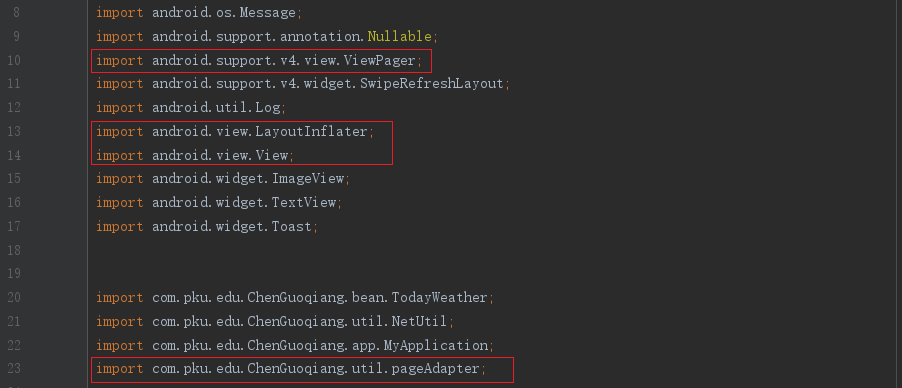 8 import android.os.Message;
9 import android.support.annotation.Nullable;
10 import android.support.v4.view.ViewPager;
11 import android.support.v4.widget.SwipeRefreshLayout;
12 import android.util.Log;
13 import android.view.LayoutInflater;
14 import android.view.View;
15 import android.widget.ImageView;
16 import android.widget.TextView;
17 import android.widget.Toast;
18
19
20 import com.pku.edu.ChenGuoqiang.bean.TodayWeather;
21 import com.pku.edu.ChenGuoqiang.util.NetUtil;
22 import com.pku.edu.ChenGuoqiang.app.MyApplication;
23 import com.pku.edu.ChenGuoqiang.util.pageAdapter;